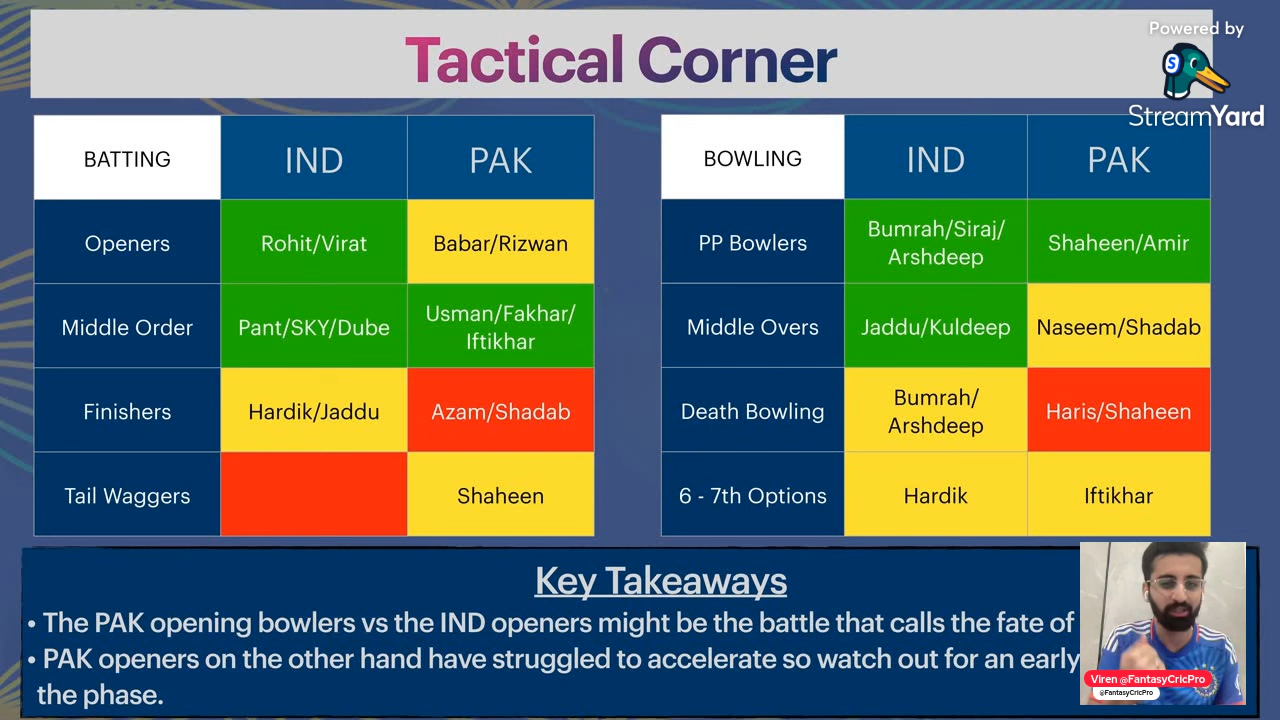 Tactical Corner
Powered by
StreamYard
BATTING IND PAK
Openers Rohit/Virat Babar/Rizwan
Middle Order Pant/SKY/Dube Usman/Fakhar/
Iftikhar
Finishers Hardik/Jaddu Azam/Shadab
Tail Waggers Shaheen
BOWLING IND PAK
PP Bowlers Bumrah/Siraj/
Arshdeep Shaheen/Amir
Middle Overs Jaddu/Kuldeep Naseem/Shadab
Death Bowling Bumrah/
Arshdeep Haris/Shaheen
6 - 7th Options Hardik Iftikhar
Key Takeaways
• The PAK opening bowlers vs the IND openers might be the battle that calls the fate of
• PAK openers on the other hand have struggled to accelerate so watch out for an early
the phase.
Viren @FantasyCricPro
@FantasyCricPro